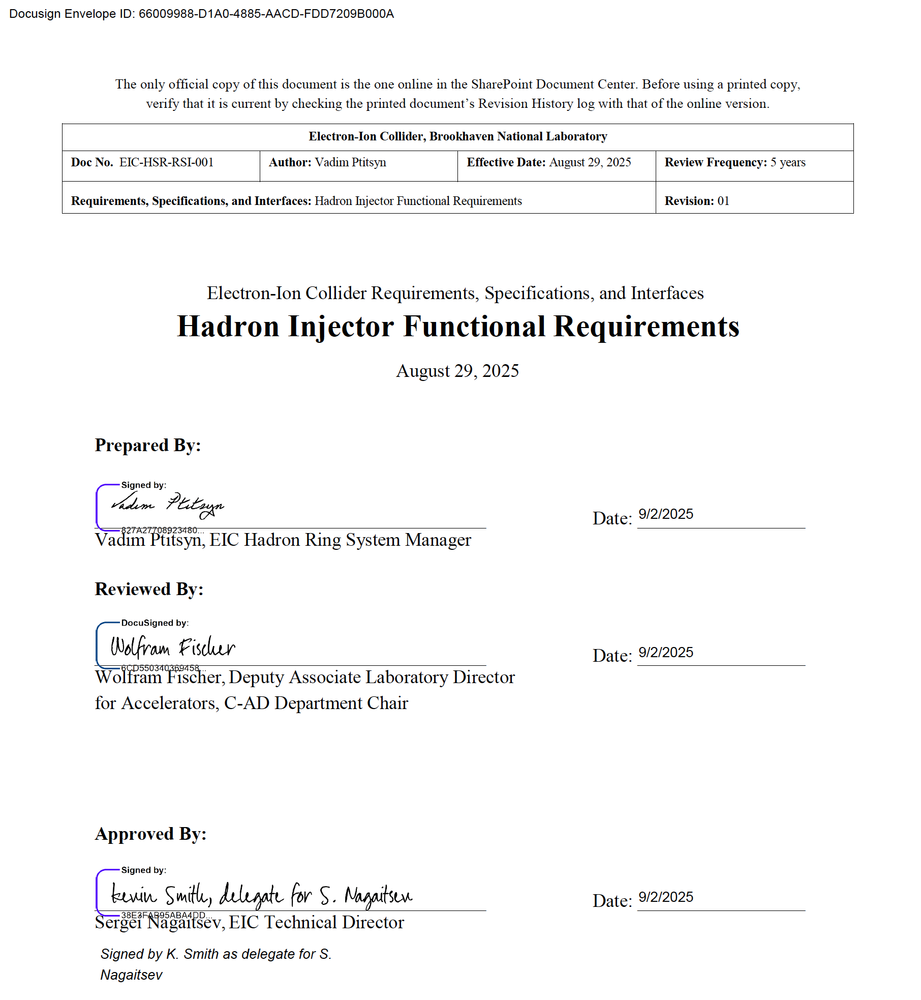 Docusign Envelope ID: 66009988-D1A0-4885-AACD-FDD7209B000A
The only official copy of this document is the one online in the SharePoint Document Center. Before using a printed copy,
verify that it is current by checking the printed document’s Revision History log with that of the online version.
Electron-Ion Collider, Brookhaven National Laboratory
Doc No. EIC-HSR-RSI-001 Author: Vadim Ptitsyn Effective Date: August 29, 2025 Review Frequency: 5 years
Requirements, Specifications, and Interfaces: Hadron Injector Functional Requirements Revision: 01
Electron-Ion Collider Requirements, Specifications, and Interfaces
Hadron Injector Functional Requirements
August 29, 2025
Prepared By:
Signed by:
Vadim Ptitsyn
Date: 9/2/2025
827A27708923480...
Vadim Ptitsyn, EIC Hadron Ring System Manager
Reviewed By:
DocuSigned by:
Wolfram Fischer
Date: 9/2/2025
6CD550340369458...
Wolfram Fischer, Deputy Associate Laboratory Director
for Accelerators, C-AD Department Chair
Approved By:
Signed by:
Kevin Smith, delegate for S. Nagaitsev
Date: 9/2/2025
38E3FAB95ABA4DD...
Sergei Nagaitsev, EIC Technical Director
Signed by K. Smith as delegate for S.
Nagaitsev